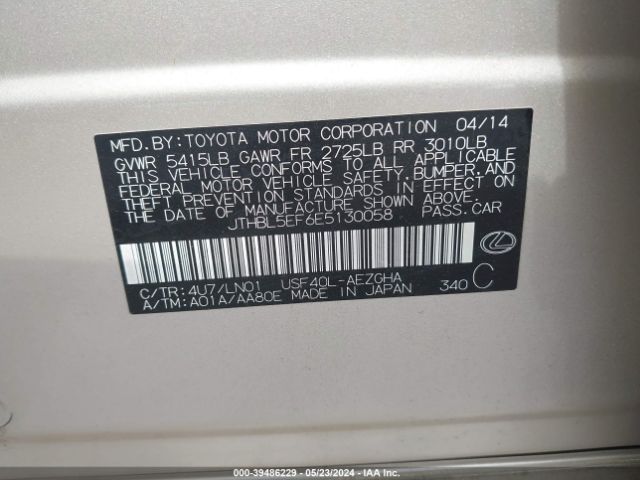 MFD.BY:TOYOTA MOTOR CORPORATION 04/14
GVWR 5415LB GAWR FR 2725LB RR 3010LB
THIS VEHICLE CONFORMS TO ALL APPLICABLE
FEDERAL MOTOR VEHICLE SAFETY,BUMPER,AND
THEFT PREVENTION STANDARDS IN EFFECT ON
THE DATE OF MANUFACTURE SHOWN ABOVE.
JTHBL5EF6E5130058 PASS.CAR
C/TR:4U7/LN01 USF40L-AEZGHA
A/TM:A01A/AA80E MADE IN JAPAN 340 C
000-39486229 - 05/23/2024 - IAA Inc.